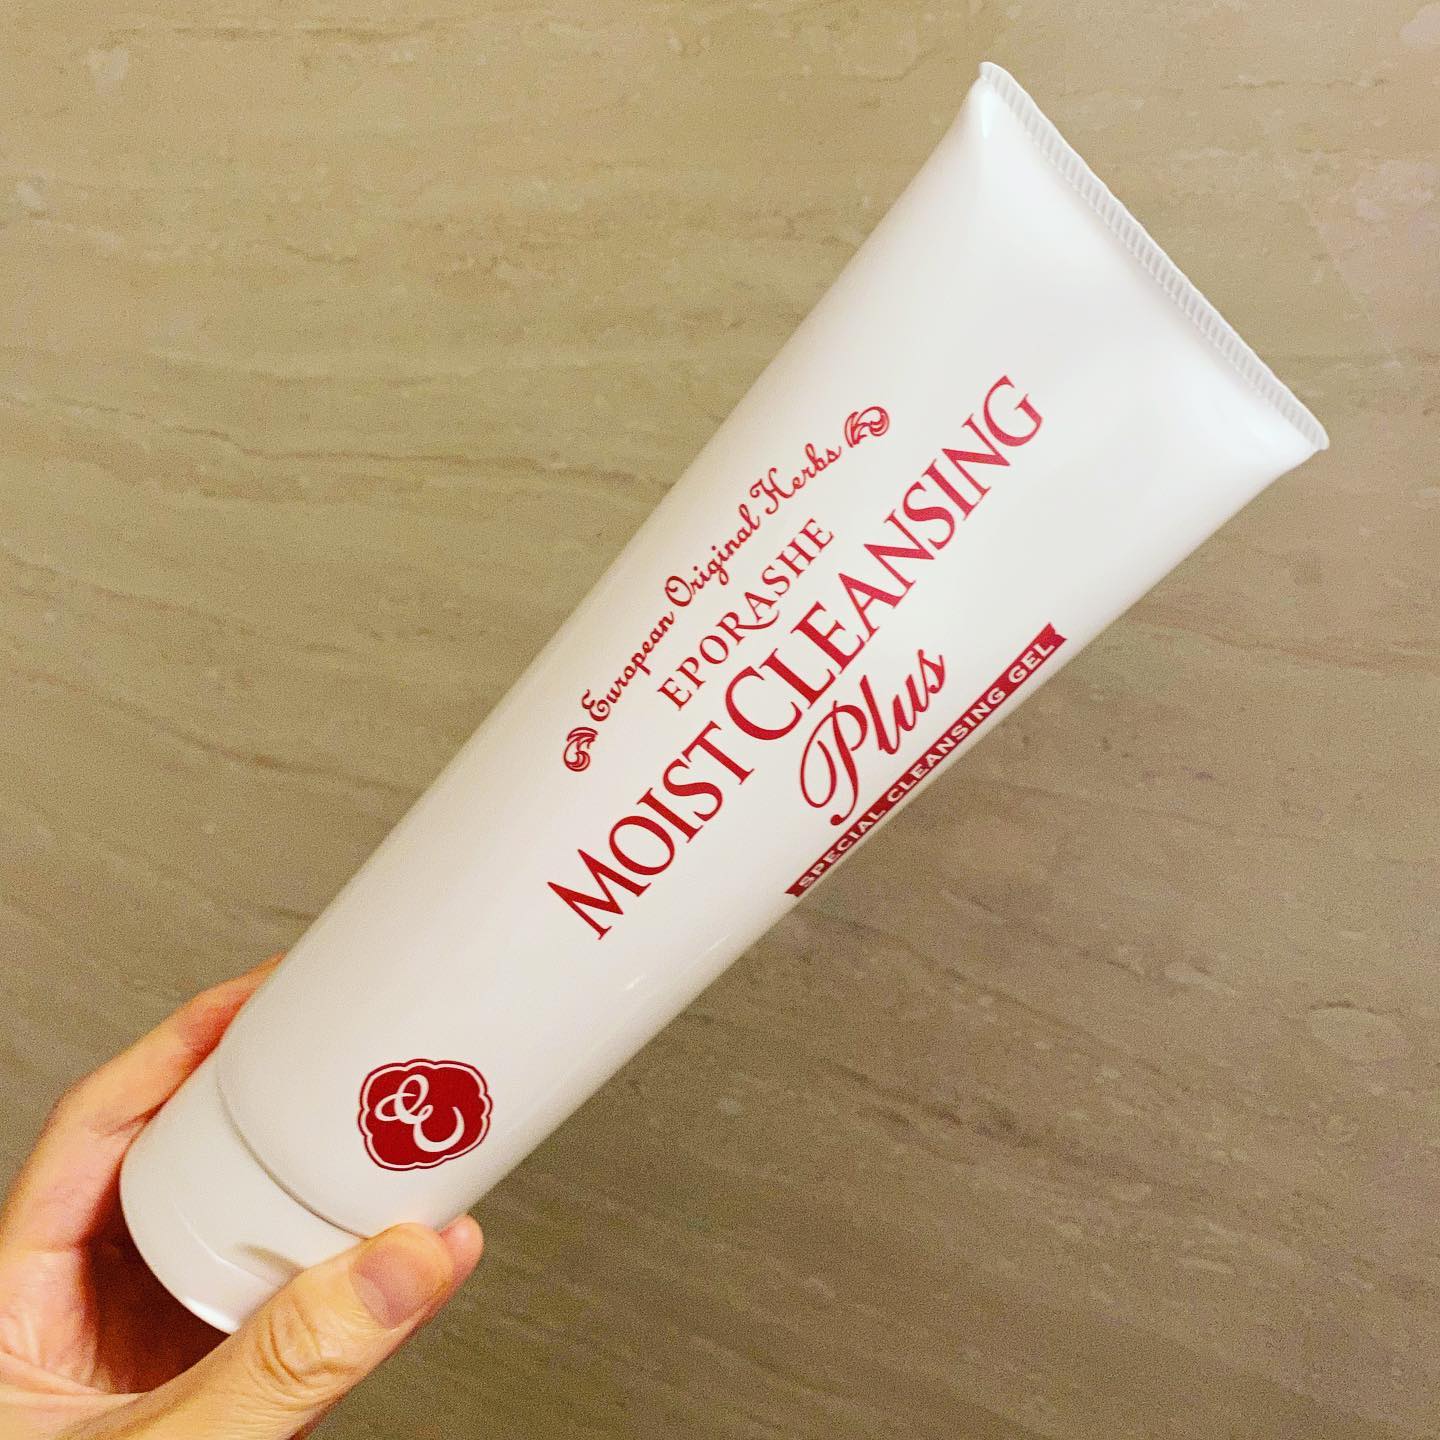 European Original Herbs
EPORASHE
MOIST CLEANSING
Plus
SPECIAL CLEANSING GEL
E